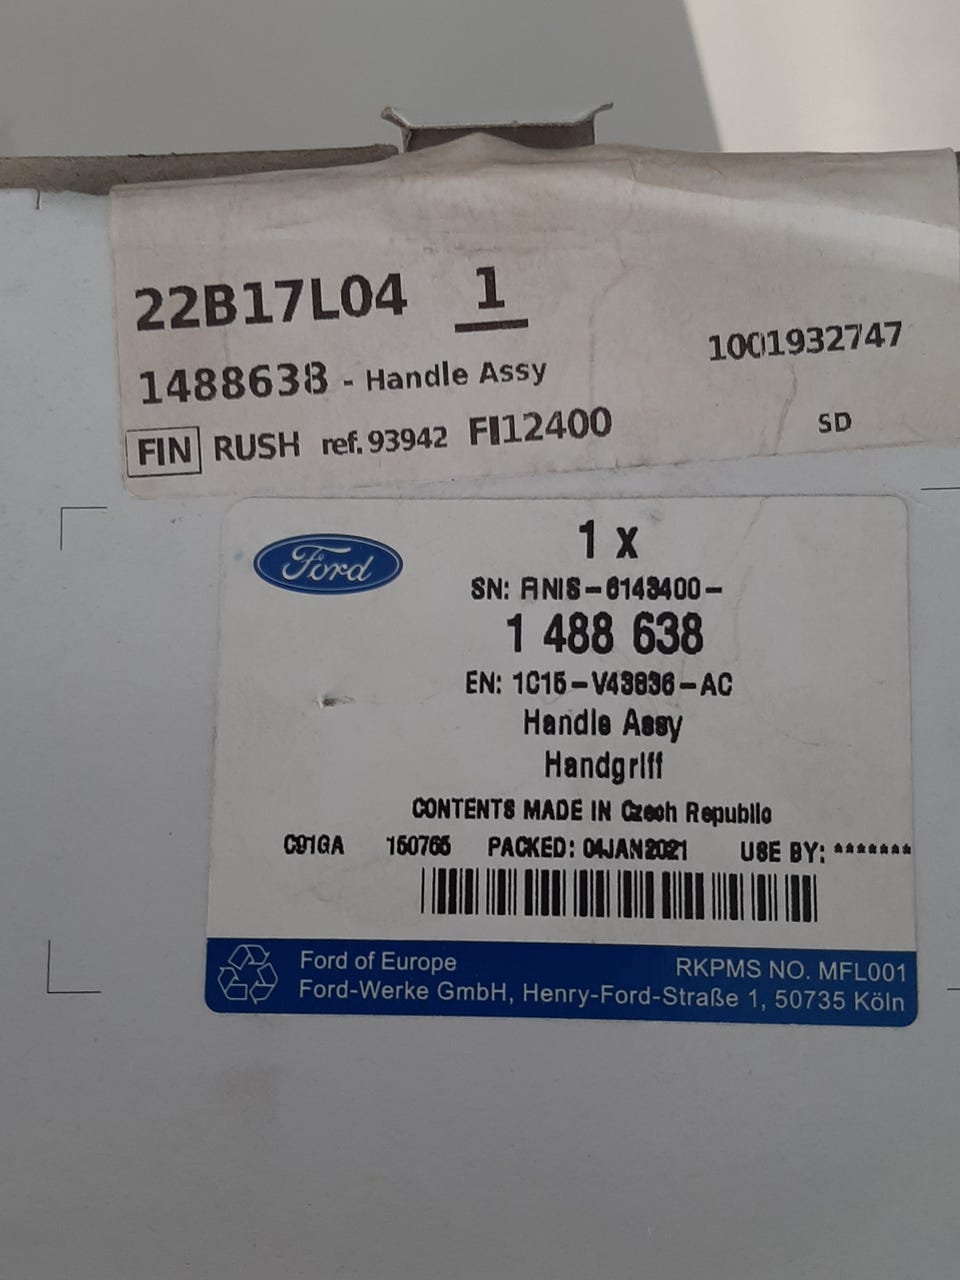 22B17L04 1
1001932747
1488638 - Handle Assy
FIN RUSH ref. 93942 FI12400
SD
Ford
1 x
SN: FINIS-6143400-
1 488 638
EN: 1C15-V43836-AC
Handle Assy
Handgriff
CONTENTS MADE IN Czech Republic
C91GA 150765 PACKED: 04JAN2021 USE BY: *******
Ford of Europe RKPMS NO. MFL001
Ford-Werke GmbH, Henry-Ford-Straße 1, 50735 Köln